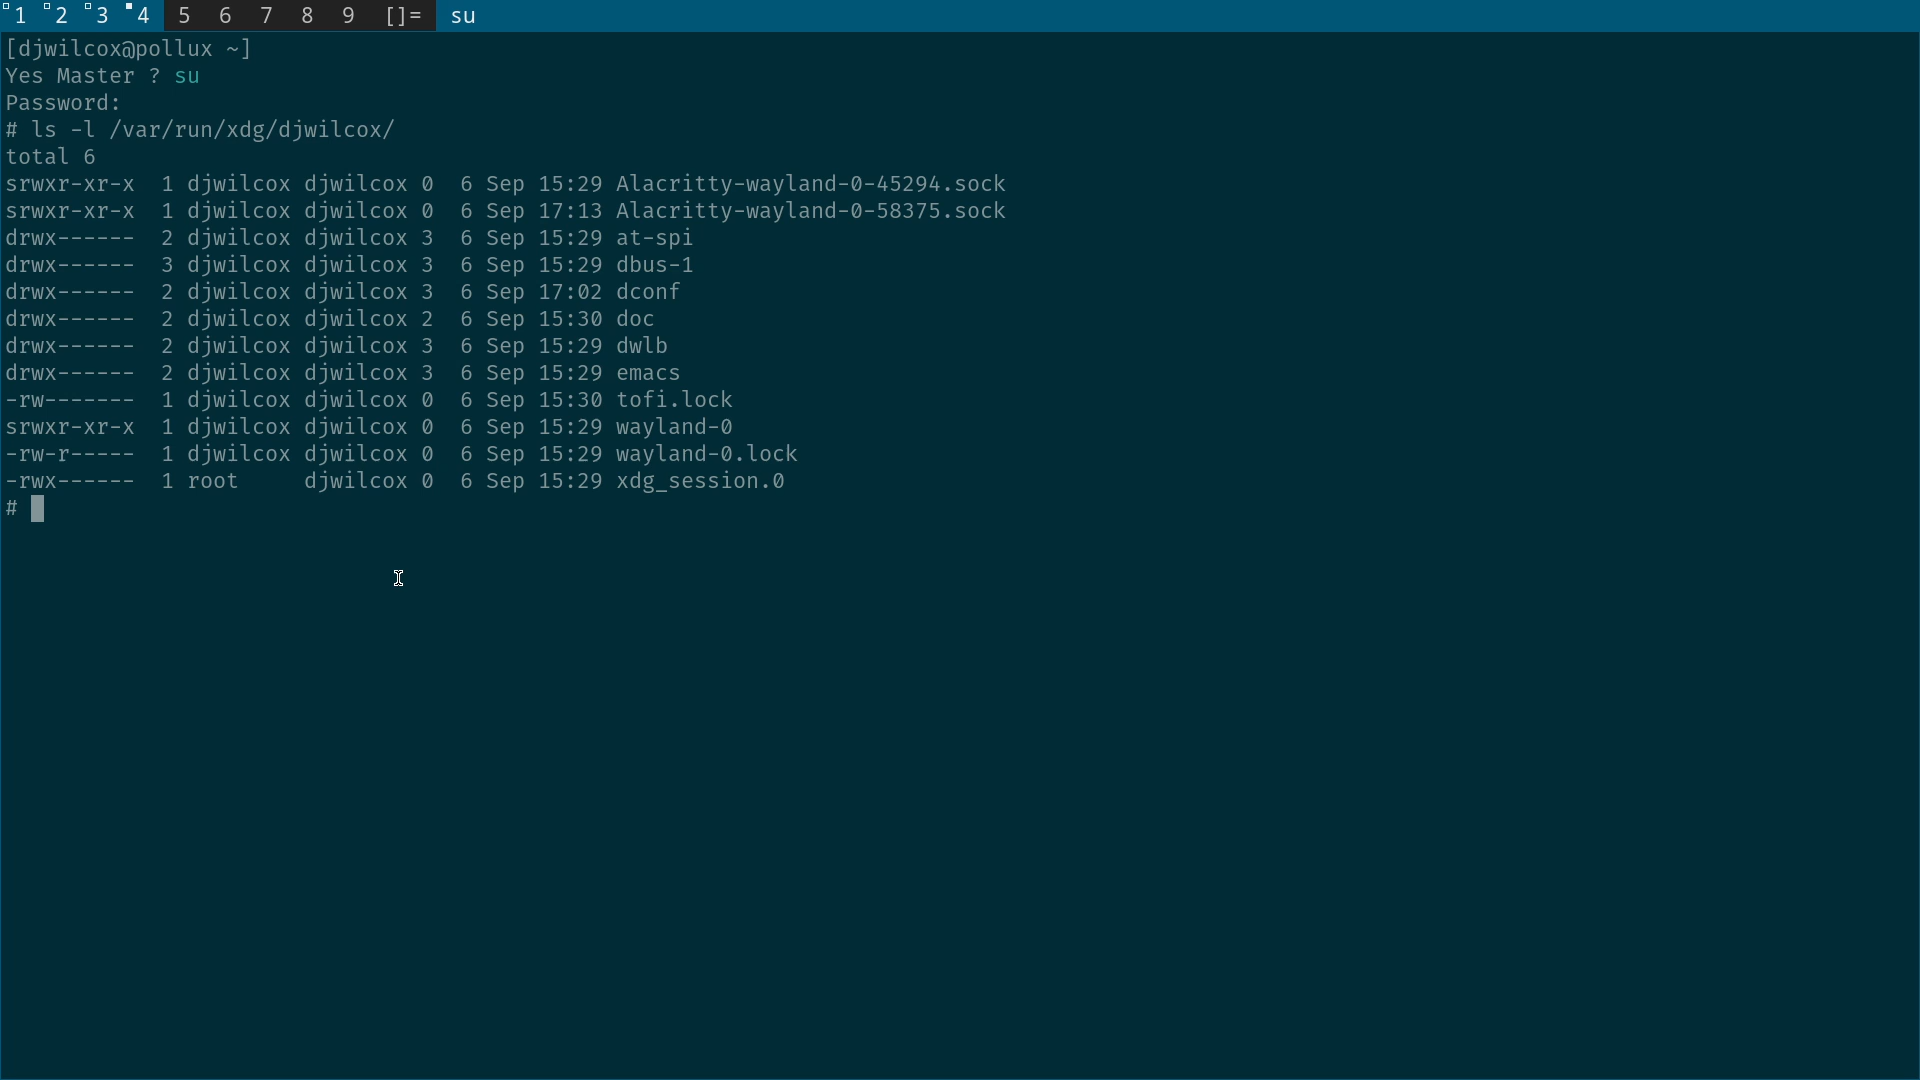 1 2 3 4 5 6 7 8 9 []= su
[djwilcox@pollux ~]
Yes Master ? su
Password:
# ls -l /var/run/xdg/djwilcox/
total 6
srwxr-xr-x  1 djwilcox djwilcox 0  6 Sep 15:29 Alacritty-wayland-0-45294.sock
srwxr-xr-x  1 djwilcox djwilcox 0  6 Sep 17:13 Alacritty-wayland-0-58375.sock
drwx------  2 djwilcox djwilcox 3  6 Sep 15:29 at-spi
drwx------  3 djwilcox djwilcox 3  6 Sep 15:29 dbus-1
drwx------  2 djwilcox djwilcox 3  6 Sep 17:02 dconf
drwx------  2 djwilcox djwilcox 2  6 Sep 15:30 doc
drwx------  2 djwilcox djwilcox 3  6 Sep 15:29 dwlb
drwx------  2 djwilcox djwilcox 3  6 Sep 15:29 emacs
-rw-------  1 djwilcox djwilcox 0  6 Sep 15:30 tofi.lock
srwxr-xr-x  1 djwilcox djwilcox 0  6 Sep 15:29 wayland-0
-rw-r-----  1 djwilcox djwilcox 0  6 Sep 15:29 wayland-0.lock
-rwx------  1 root     djwilcox 0  6 Sep 15:29 xdg_session.0
#